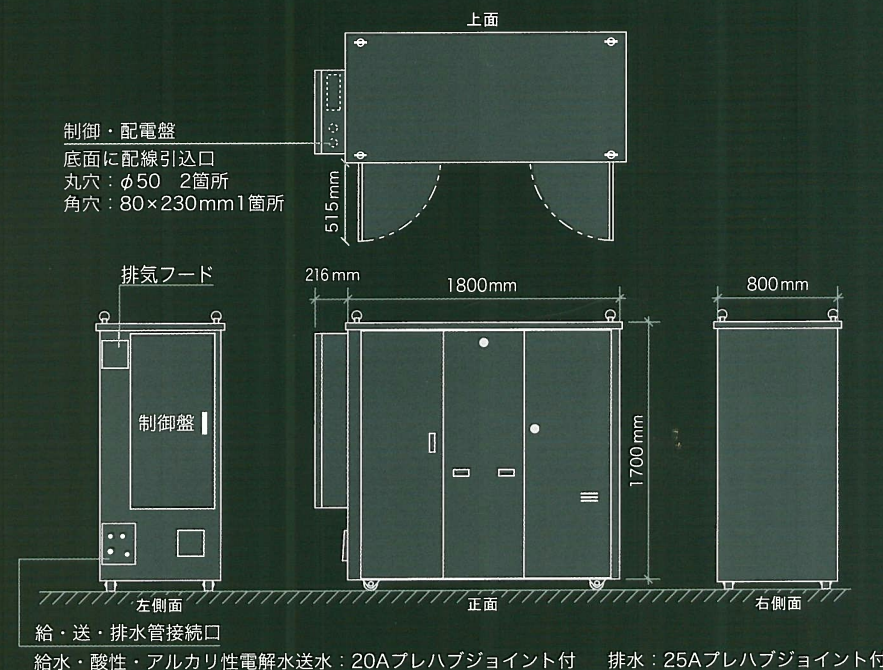 上面
制御・配電盤
底面に配線引込口
丸穴：φ50　2箇所
角穴：80×230mm1箇所
515mm
排気フード
216mm
1800mm
800mm
制御盤
1700mm
左側面
正面
右側面
給・送・排水管接続口
給水・酸性・アルカリ性電解水送水：20Aプレハブジョイント付　排水：25Aプレハブジョイント付